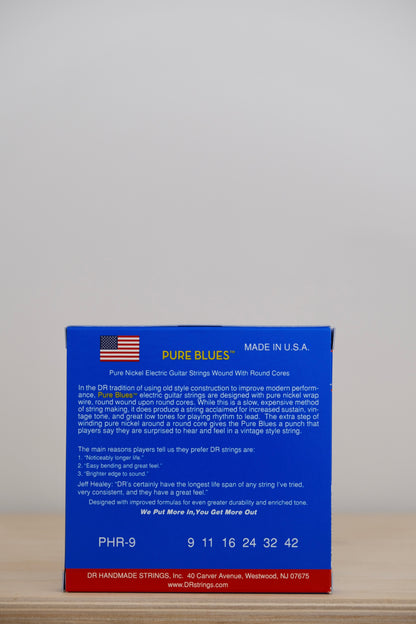 PURE BLUES™
MADE IN U.S.A.
Pure Nickel Electric Guitar Strings Wound With Round Cores
In the DR tradition of using old style construction to improve modern perform-
ance, Pure Blues™ electric guitar strings are designed with pure nickel wrap
wire, round wound upon round cores. While this is a slow, expensive method
of string making, it does produce a string acclaimed for increased sustain, vin-
tage tone, and great low tones for playing rhythm to lead. The extra step of
winding pure nickel around a round core gives the Pure Blues a punch that
players say they are surprised to hear and feel in a vintage style string.
The main reasons players tell us they prefer DR strings are:
1. "Noticeably longer life."
2. "Easy bending and great feel."
3. "Brighter edge to sound."
Jeff Healey: "DR's certainly have the longest life span of any string I've tried,
very consistent, and they have a great feel."
Designed with improved formulas for even greater durability and enriched tone.
We Put More In,You Get More Out
PHR-9 9 11 16 24 32 42
DR HANDMADE STRINGS, Inc. 40 Carver Avenue, Westwood, NJ 07675
www.DRstrings.com